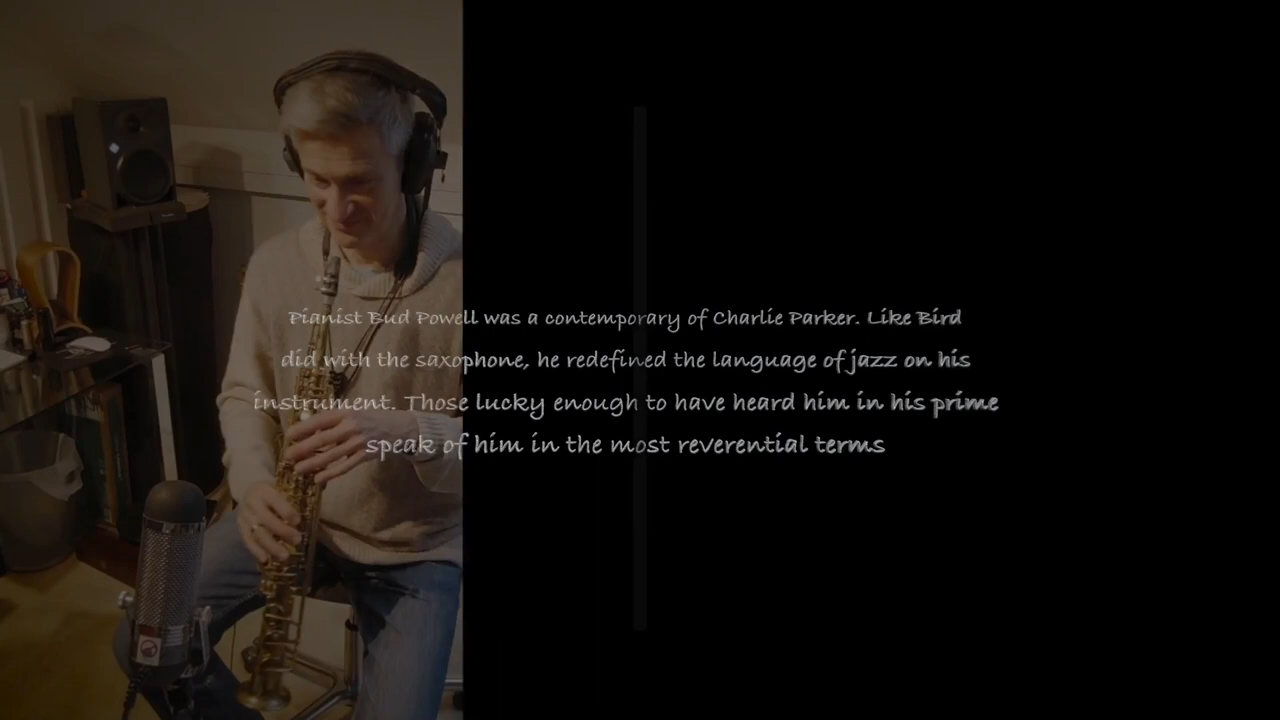 Pianist Bud Powell was a contemporary of Charlie Parker. Like Bird
did with the saxophone, he redefined the language of jazz on his
instrument. Those lucky enough to have heard him in his prime
speak of him in the most reverential terms